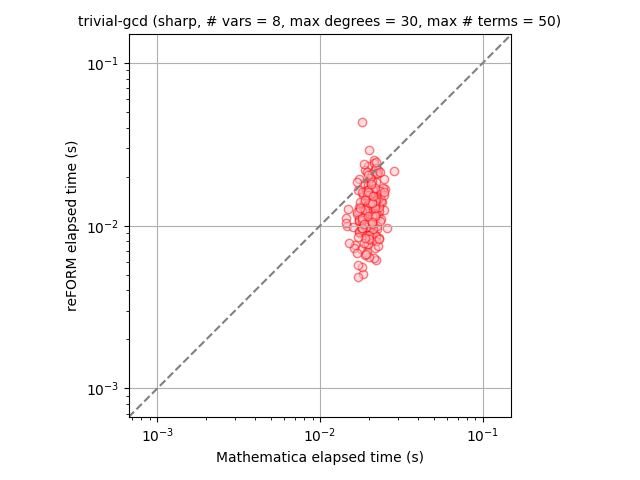 trivial-gcd (sharp, # vars = 8, max degrees = 30, max # terms = 50)
reFORM elapsed time (s)
10⁻¹
10⁻²
10⁻³
10⁻³ 10⁻² 10⁻¹
Mathematica elapsed time (s)